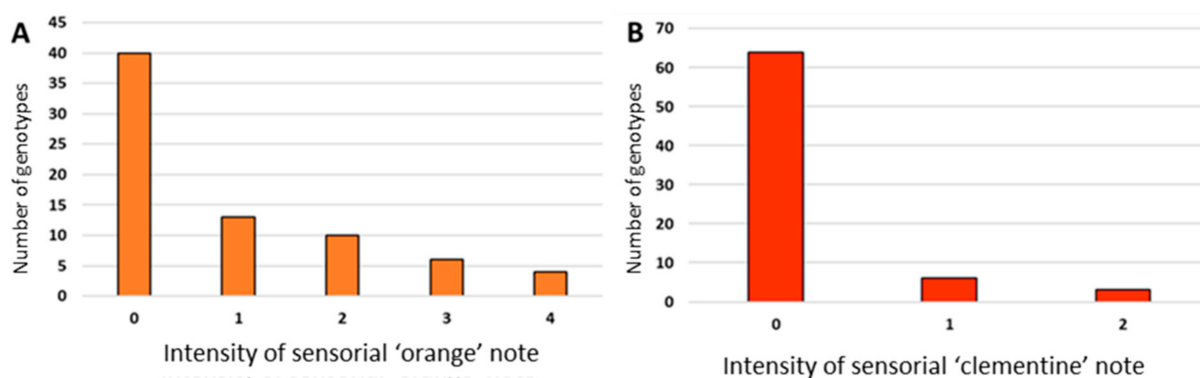 A
45
40
35
30
25
20
15
10
5
0
Number of genotypes
0 1 2 3 4
Intensity of sensorial ‘orange’ note
B
70
60
50
40
30
20
10
0
Number of genotypes
0 1 2
Intensity of sensorial ‘clementine’ note